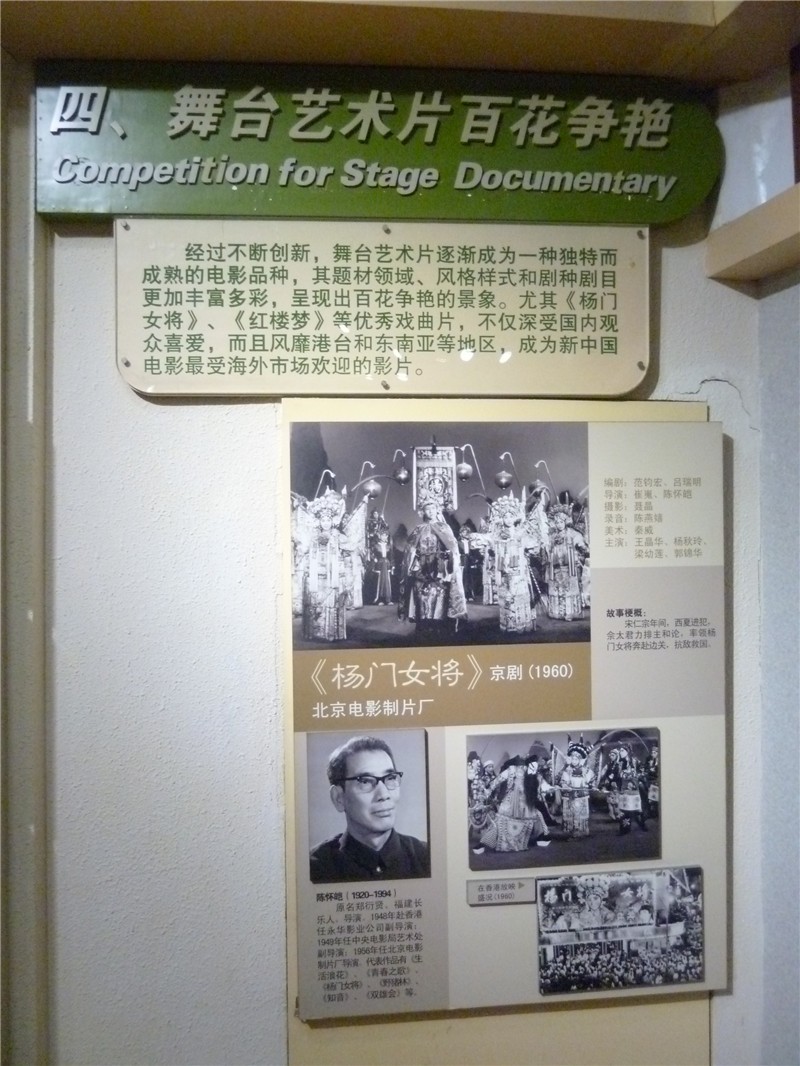 四、舞台艺术片百花争艳
Competition for Stage Documentary
经过不断创新，舞台艺术片逐渐成为一种独特而
成熟的电影品种，其题材领域、风格样式和剧种剧目
更加丰富多彩，呈现出百花争艳的景象。尤其《杨门
女将》、《红楼梦》等优秀戏曲片，不仅深受国内观
众喜爱，而且风靡港台和东南亚等地区，成为新中国
电影最受海外市场欢迎的影片。
编剧：范钧宏、吕瑞明
导演：崔嵬、陈怀皑
摄影：聂晶
录音：陈燕嬉
美术：秦威
主演：王晶华、杨秋玲、
梁幼莲、郭锦华
故事梗概：
宋仁宗年间，西夏进犯，
佘太君力排主和论，率领杨
门女将奔赴边关，抗敌救国。
《杨门女将》京剧（1960）
北京电影制片厂
陈怀皑（1920-1994）
原名郑衍贤，福建长
乐人，导演。1948年赴香港
任永华影业公司副导演；
1949年任中央电影局艺术处
副导演；1956年任北京电影
制片厂导演。代表作品有《生
活浪花》、《青春之歌》、
《杨门女将》、《野猪林》、
《知音》、《双雄会》等。
在香港放映
盛况（1960）